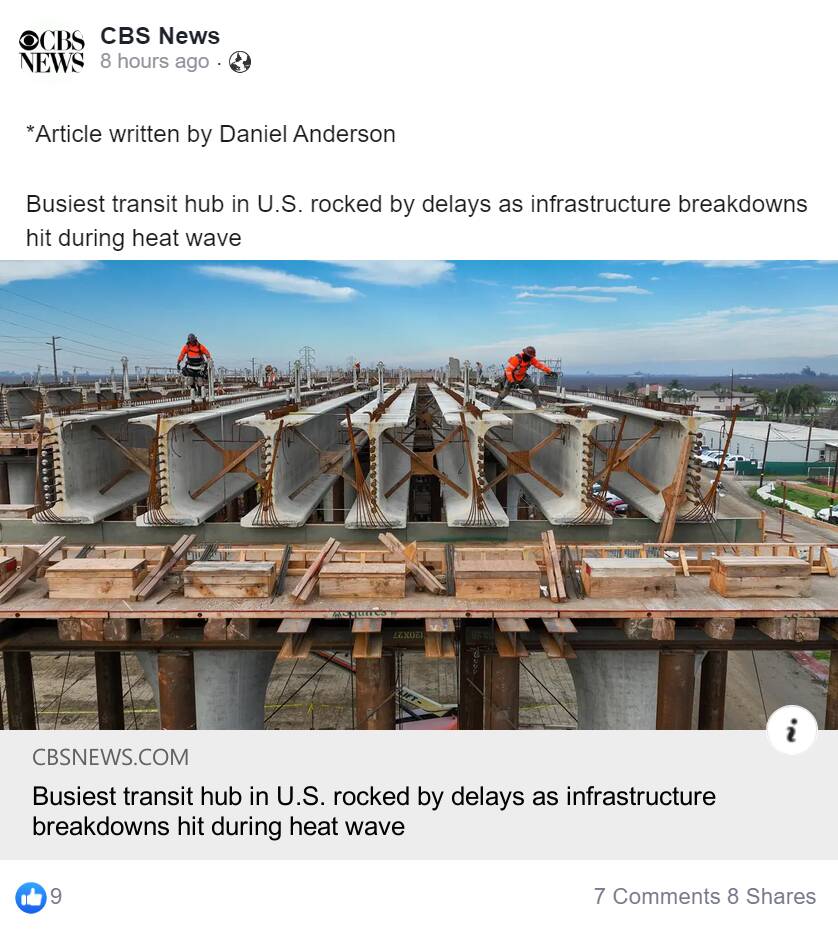 CBS NEWS
CBS News
8 hours ago ·
*Article written by Daniel Anderson
Busiest transit hub in U.S. rocked by delays as infrastructure breakdowns
hit during heat wave
i
CBSNEWS.COM
Busiest transit hub in U.S. rocked by delays as infrastructure
breakdowns hit during heat wave
9
7 Comments 8 Shares